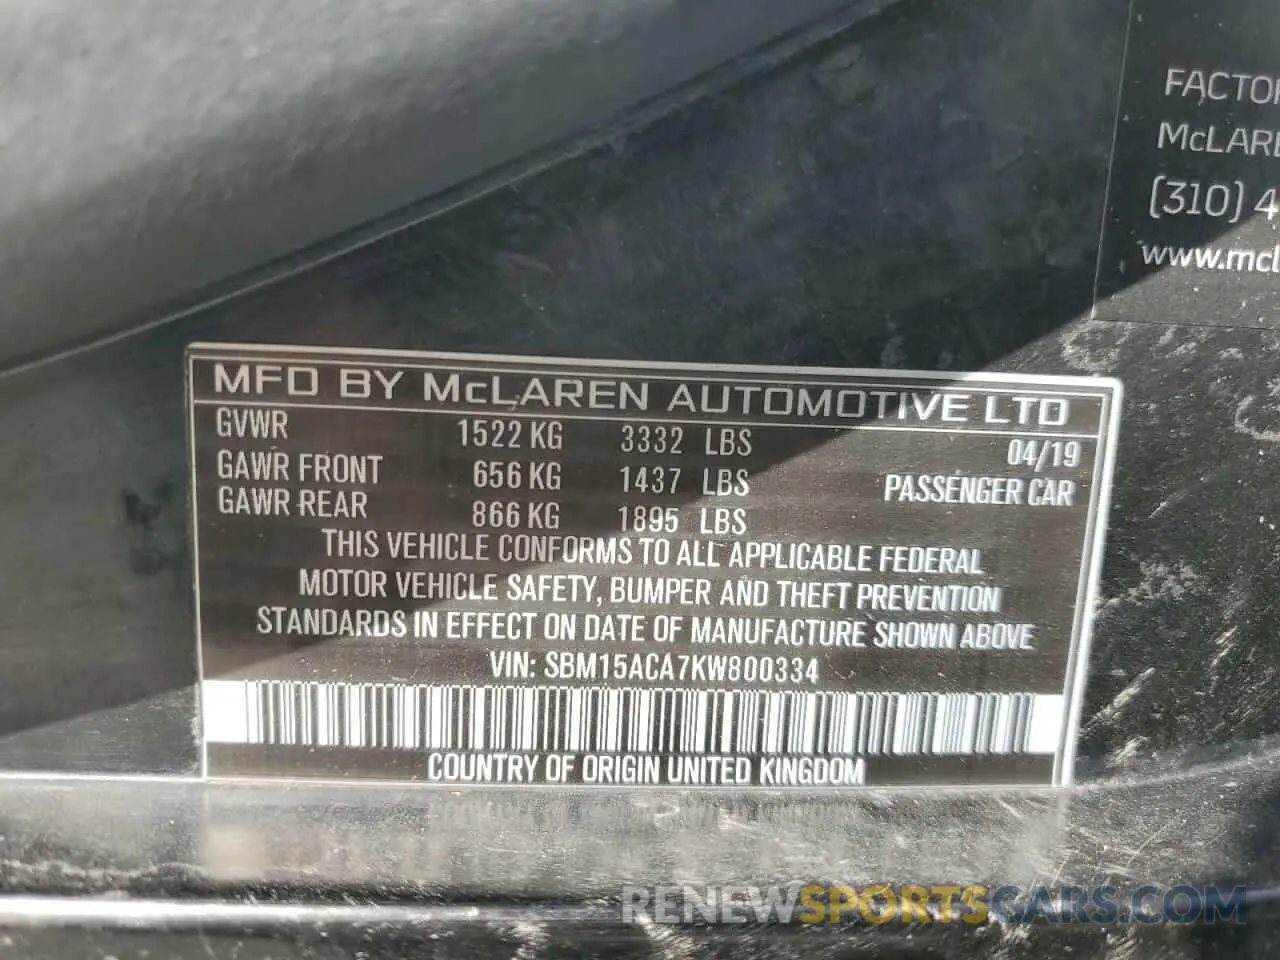 FACTOR
McLARE
(310) 4
www.mcl
MFD BY McLAREN AUTOMOTIVE LTD
GVWR 1522 KG 3332 LBS 04/19
GAWR FRONT 656 KG 1437 LBS PASSENGER CAR
GAWR REAR 866 KG 1895 LBS
THIS VEHICLE CONFORMS TO ALL APPLICABLE FEDERAL
MOTOR VEHICLE SAFETY, BUMPER AND THEFT PREVENTION
STANDARDS IN EFFECT ON DATE OF MANUFACTURE SHOWN ABOVE
VIN: SBM15ACA7KW800334
COUNTRY OF ORIGIN UNITED KINGDOM
RENEWSPORTSCARS.COM